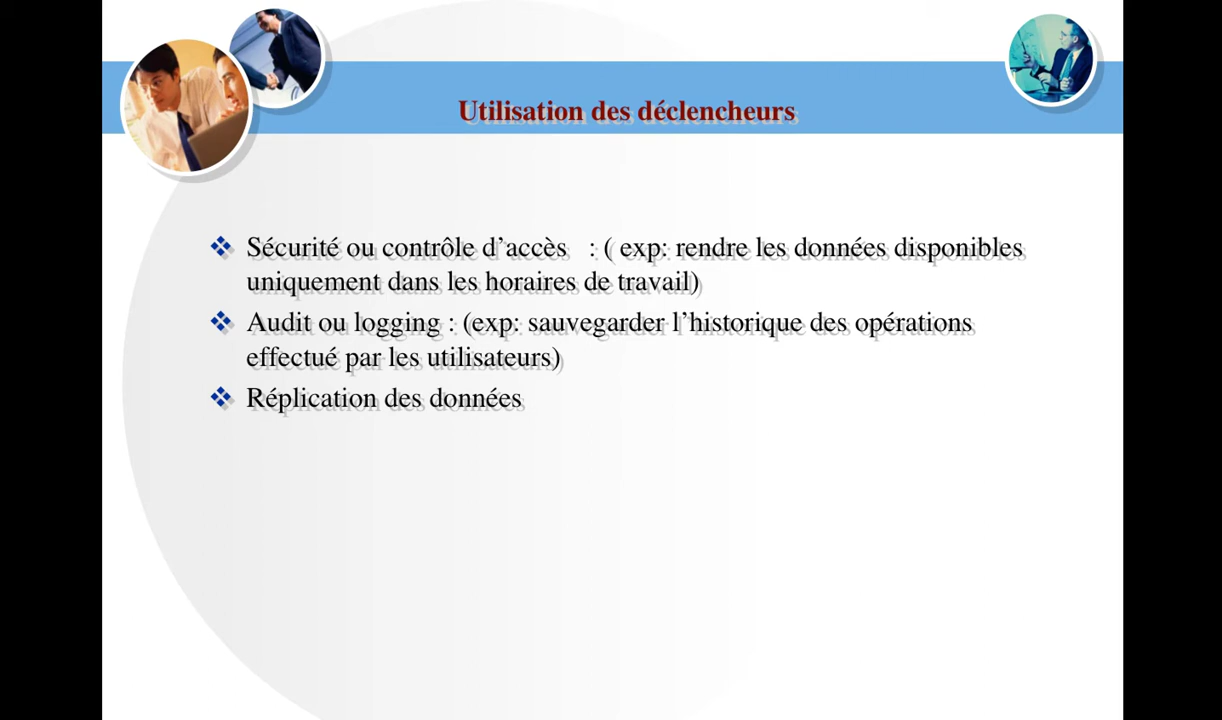 Utilisation des déclencheurs
❖ Sécurité ou contrôle d’accès : ( exp: rendre les données disponibles
uniquement dans les horaires de travail)
❖ Audit ou logging : (exp: sauvegarder l’historique des opérations
effectué par les utilisateurs)
❖ Réplication des données